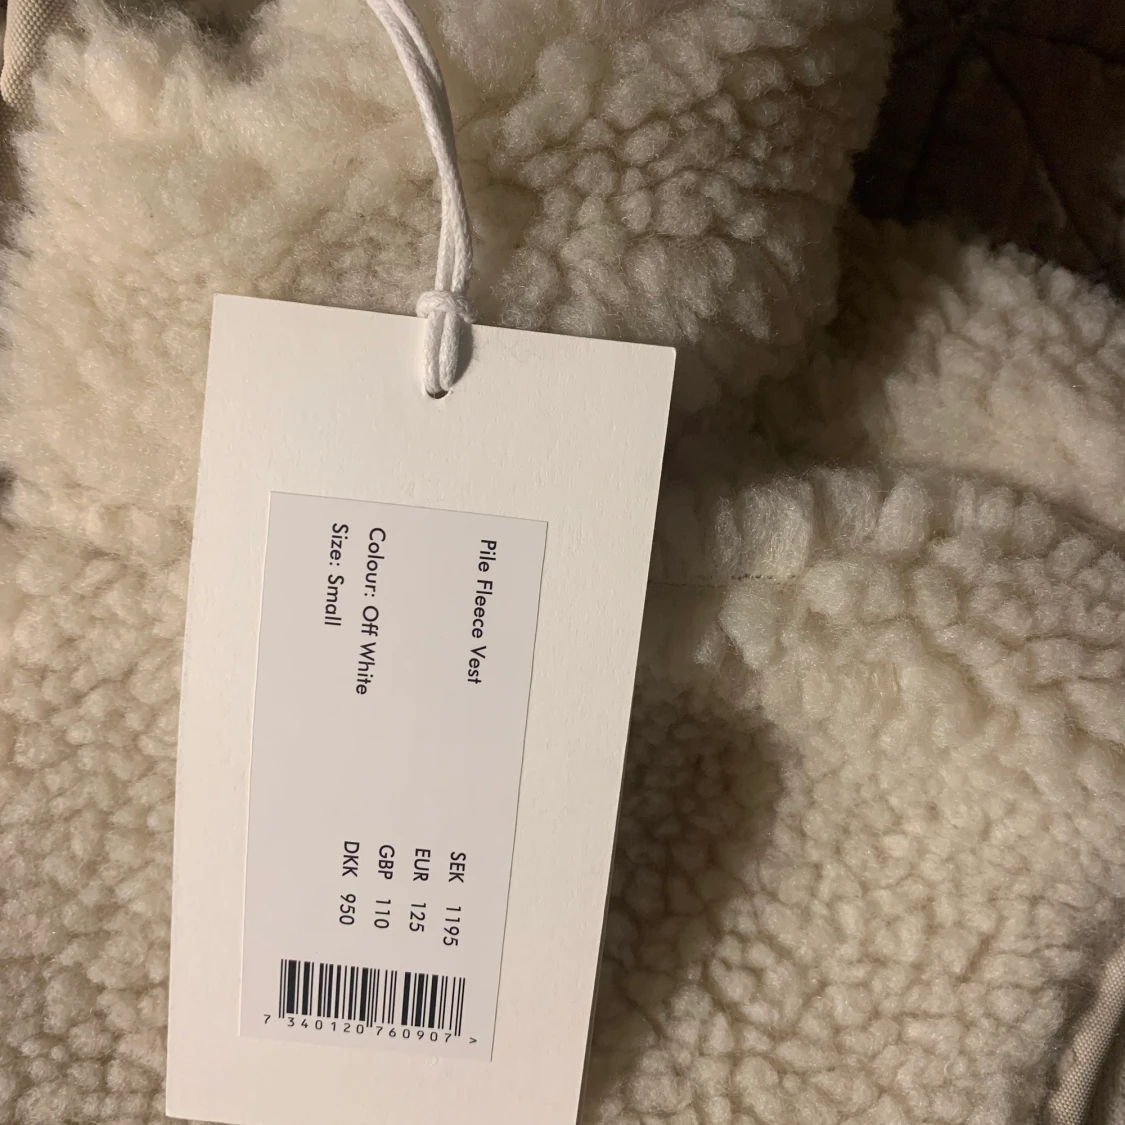 Pile Fleece Vest
Colour: Off White
Size: Small
SEK 1195
EUR 125
GBP 110
DKK 950
7 340120 760907 >